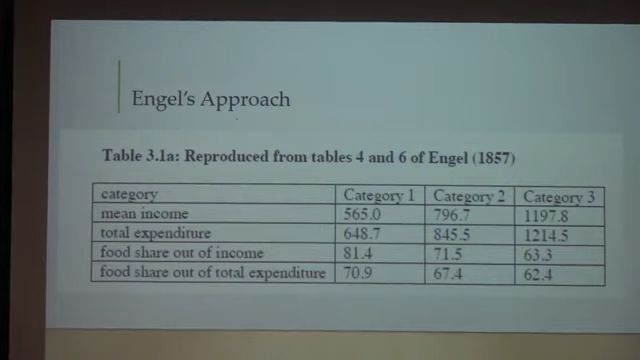 Engel's Approach
Table 3.1a: Reproduced from tables 4 and 6 of Engel (1857)
category Category 1 Category 2 Category 3
mean income 565.0 796.7 1197.8
total expenditure 648.7 845.5 1214.5
food share out of income 81.4 71.5 63.3
food share out of total expenditure 70.9 67.4 62.4